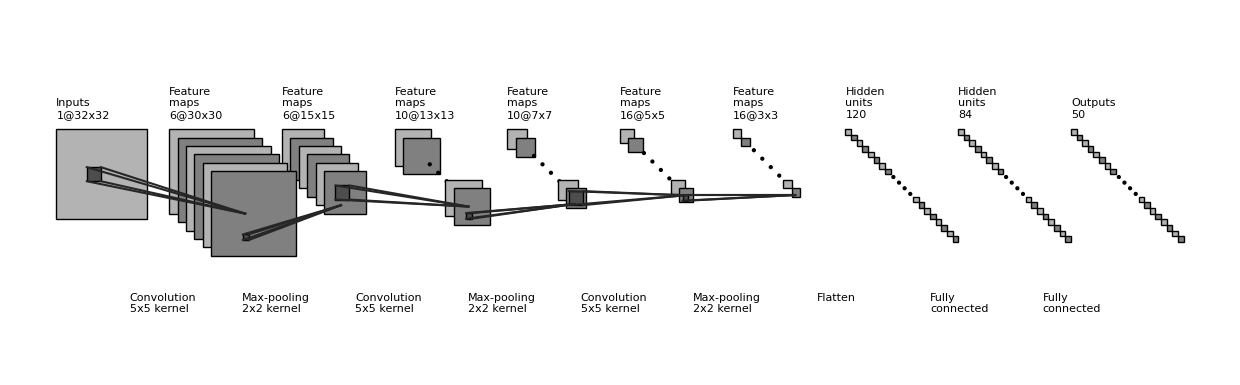 Inputs
1@32x32
Feature
maps
6@30x30
Feature
maps
6@15x15
Feature
maps
10@13x13
Feature
maps
10@7x7
Feature
maps
16@5x5
Feature
maps
16@3x3
Hidden
units
120
Hidden
units
84
Outputs
50
Convolution
5x5 kernel
Max-pooling
2x2 kernel
Convolution
5x5 kernel
Max-pooling
2x2 kernel
Convolution
5x5 kernel
Max-pooling
2x2 kernel
Flatten
Fully
connected
Fully
connected